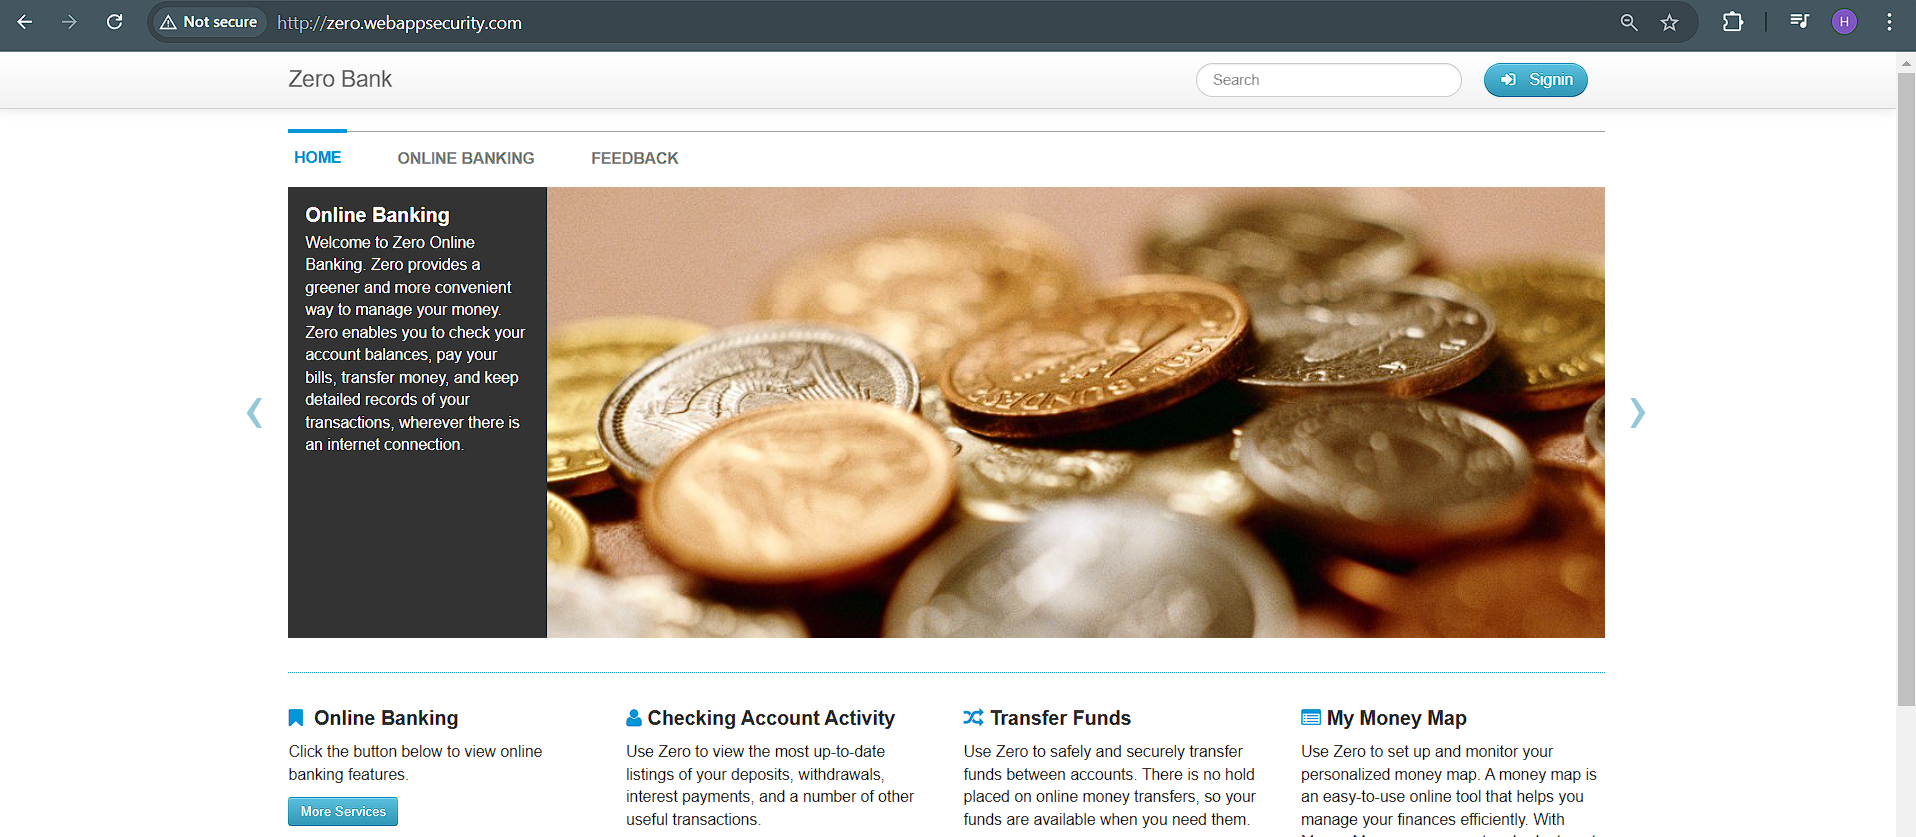 Not secure
http://zero.webappsecurity.com
H
Zero Bank
Search
Signin
HOME
ONLINE BANKING
FEEDBACK
Online Banking
Welcome to Zero Online
Banking. Zero provides a
greener and more convenient
way to manage your money.
Zero enables you to check your
account balances, pay your
bills, transfer money, and keep
detailed records of your
transactions, wherever there is
an internet connection.
Online Banking
Click the button below to view online
banking features.
More Services
Checking Account Activity
Use Zero to view the most up-to-date
listings of your deposits, withdrawals,
interest payments, and a number of other
useful transactions.
Transfer Funds
Use Zero to safely and securely transfer
funds between accounts. There is no hold
placed on online money transfers, so your
funds are available when you need them.
My Money Map
Use Zero to set up and monitor your
personalized money map. A money map is
an easy-to-use online tool that helps you
manage your finances efficiently. With